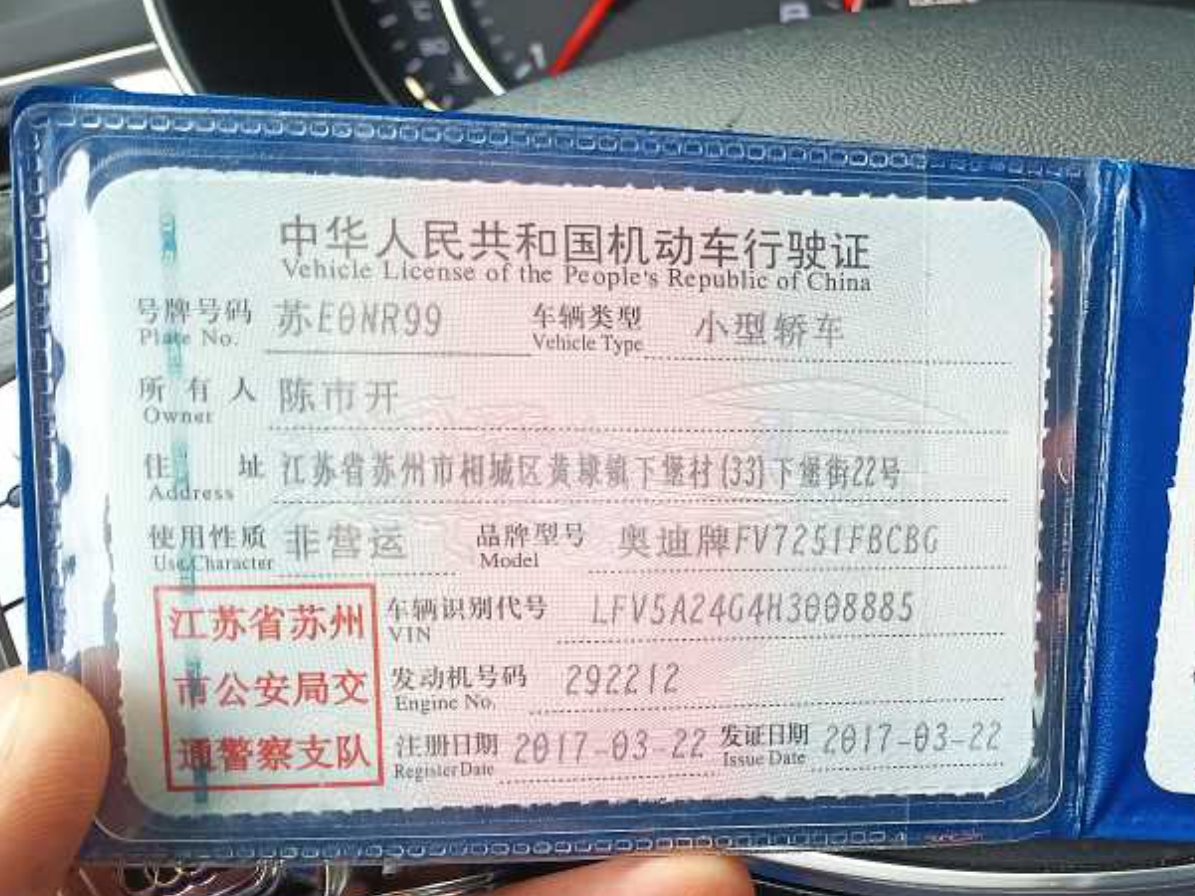 中华人民共和国机动车行驶证
Vehicle License of the People's Republic of China
号牌号码 苏E0NR99 车辆类型 小型轿车
Plate No. Vehicle Type
所有人 陈市开
Owner
住址 江苏省苏州市相城区黄埭镇下堡村(33)下堡街22号
Address
使用性质 非营运 品牌型号 奥迪牌FV7251FBCBG
Use Character Model
江苏省苏州
市公安局交
通警察支队
车辆识别代号 LFV5A24G4H3008885
VIN
发动机号码 292212
Engine No.
注册日期 2017-03-22 发证日期 2017-03-22
Register Date Issue Date